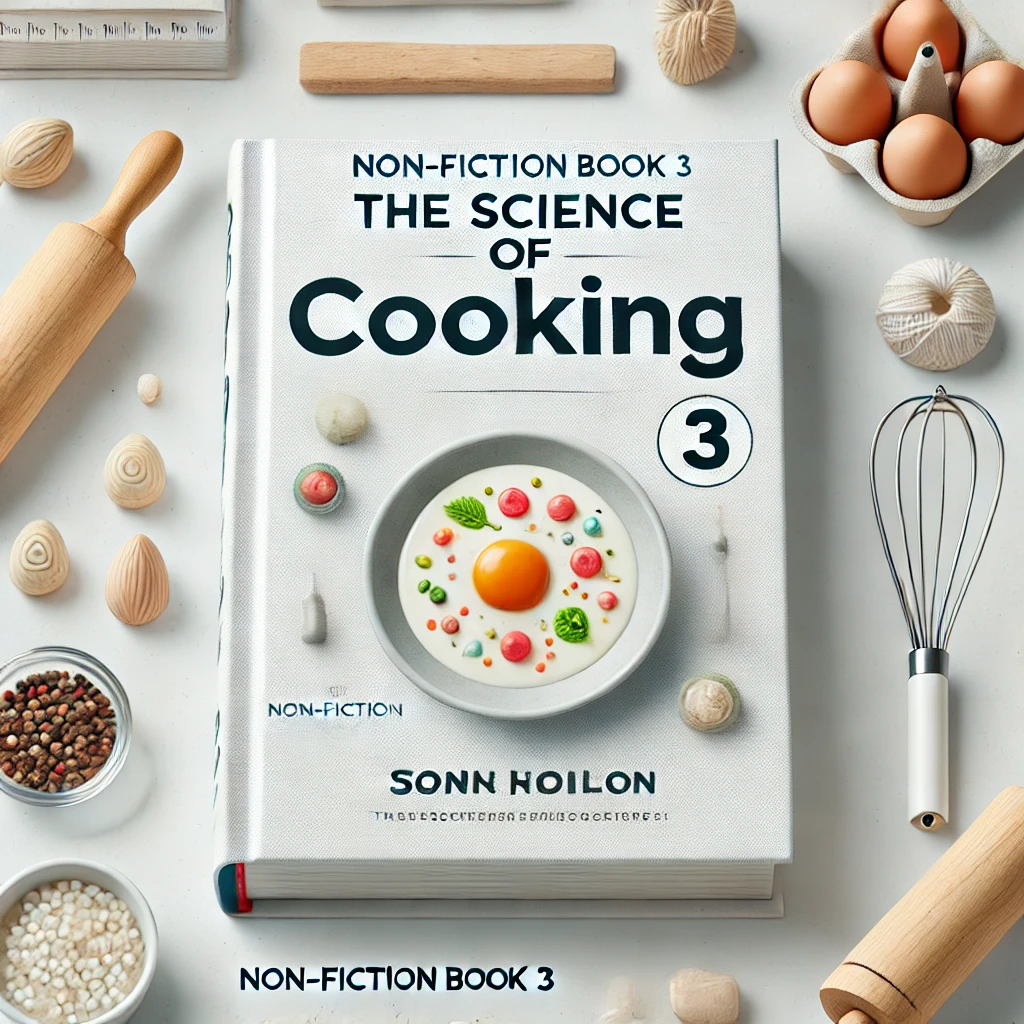 NON-FICTION BOOK 3
THE SCIENCE
OF
Cooking
3
NON-FICTION
SONN HOILON
NON-FICTION BOOK 3